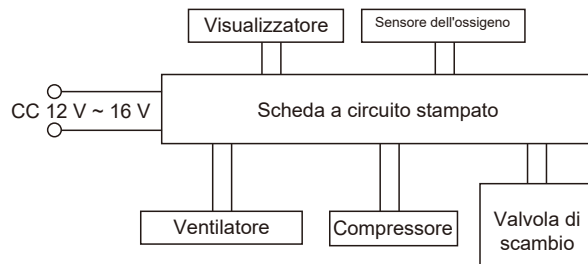 Visualizzatore
Sensore dell'ossigeno
CC 12 V ~ 16 V
Scheda a circuito stampato
Ventilatore
Compressore
Valvola di
scambio